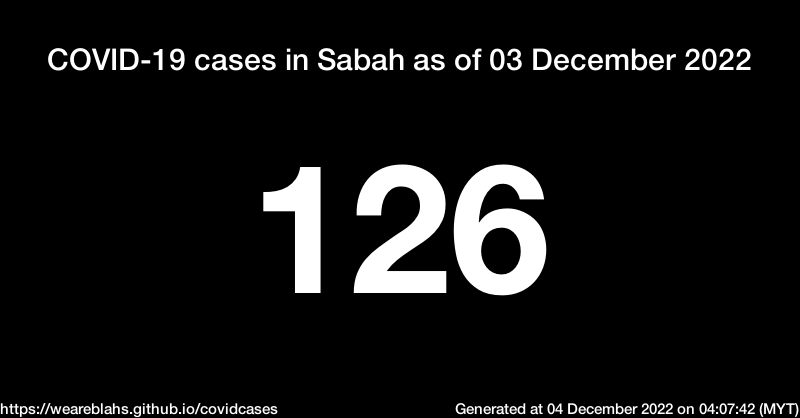 COVID-19 cases in Sabah as of 03 December 2022
126
https://weareblahs.github.io/covidcases
Generated at 04 December 2022 on 04:07:42 (MYT)